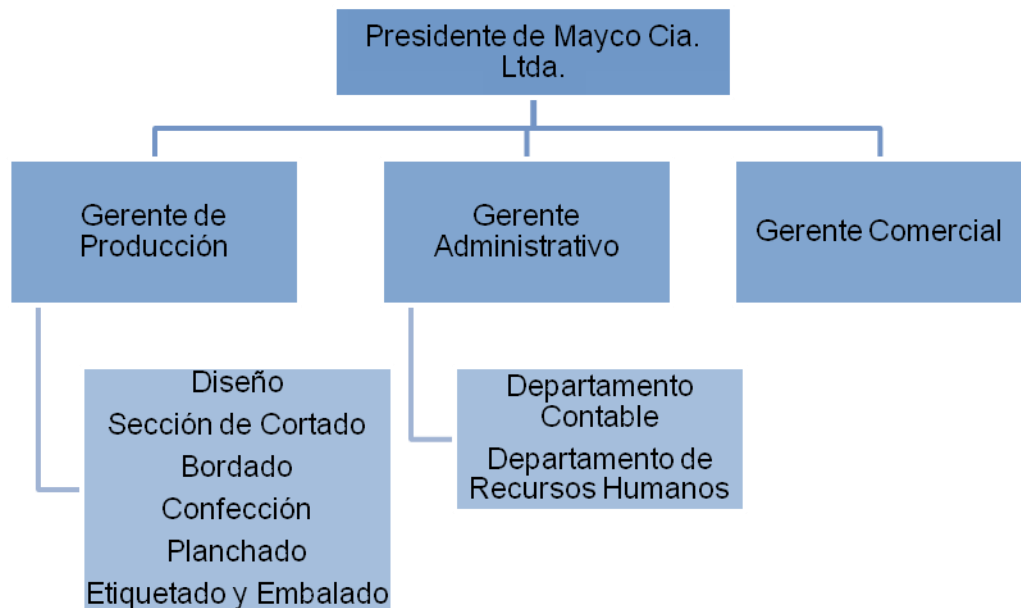 Presidente de Mayco Cia.
Ltda.
Gerente de
Producción
Gerente
Administrativo
Gerente Comercial
Diseño
Sección de Cortado
Bordado
Confección
Planchado
Etiquetado y Embalado
Departamento
Contable
Departamento de
Recursos Humanos